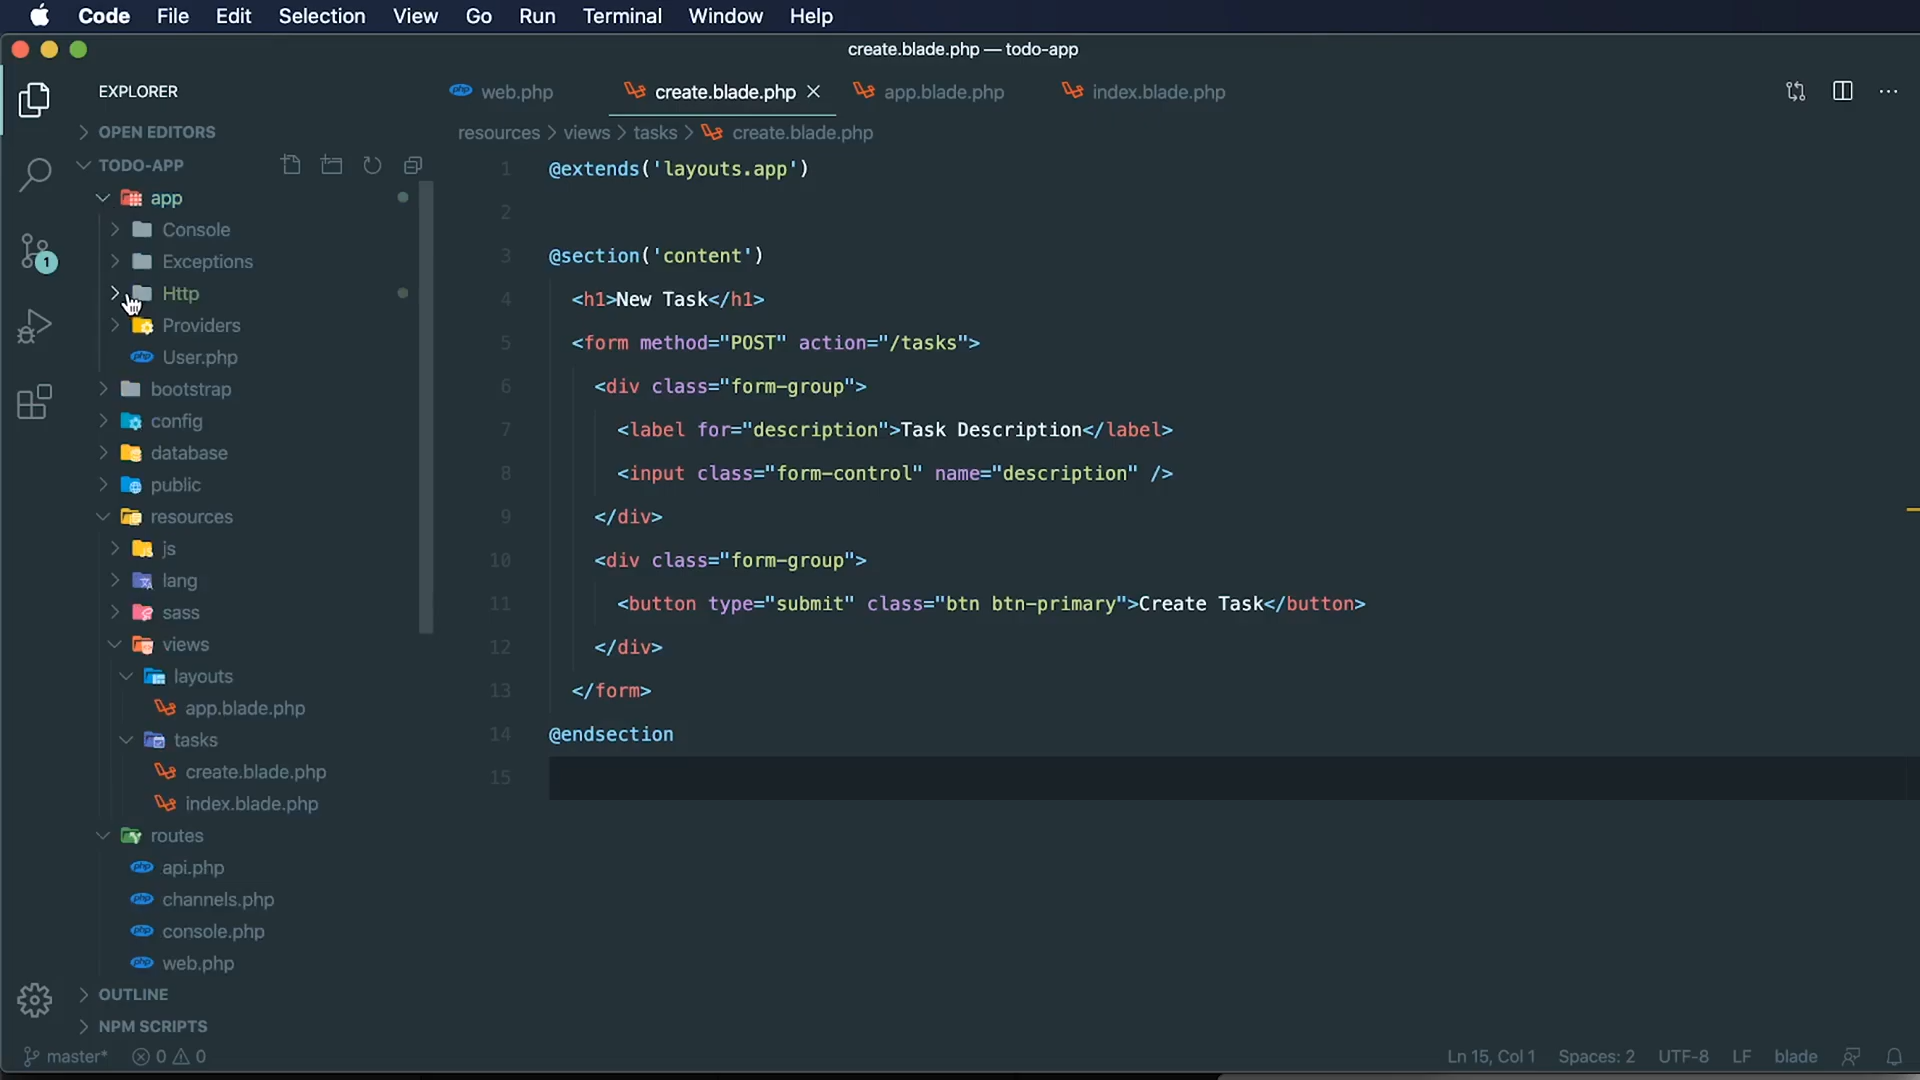 Code File Edit Selection View Go Run Terminal Window Help
create.blade.php — todo-app
EXPLORER
OPEN EDITORS
TODO-APP
app
Console
Exceptions
Http
Providers
User.php
bootstrap
config
database
public
resources
js
lang
sass
views
layouts
app.blade.php
tasks
create.blade.php
index.blade.php
routes
api.php
channels.php
console.php
web.php
OUTLINE
NPM SCRIPTS
1
web.php create.blade.php app.blade.php index.blade.php
resources > views > tasks > create.blade.php
1 @extends('layouts.app')
2
3 @section('content')
4 <h1>New Task</h1>
5 <form method="POST" action="/tasks">
6 <div class="form-group">
7 <label for="description">Task Description</label>
8 <input class="form-control" name="description" />
9 </div>
10 <div class="form-group">
11 <button type="submit" class="btn btn-primary">Create Task</button>
12 </div>
13 </form>
14 @endsection
15
master* 0 0 Ln 15, Col 1 Spaces: 2 UTF-8 LF blade